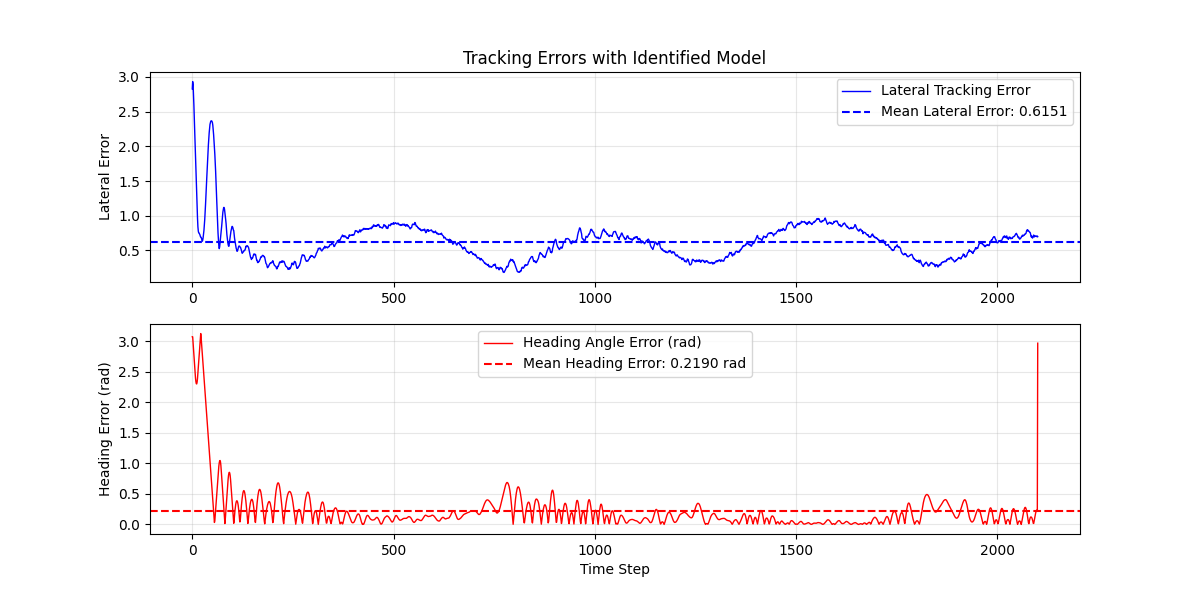 Tracking Errors with Identified Model
3.0
2.5
2.0
1.5
1.0
0.5
Lateral Error
Lateral Tracking Error
Mean Lateral Error: 0.6151
0 500 1000 1500 2000
3.0
2.5
2.0
1.5
1.0
0.5
0.0
Heading Error (rad)
Heading Angle Error (rad)
Mean Heading Error: 0.2190 rad
0 500 1000 1500 2000
Time Step